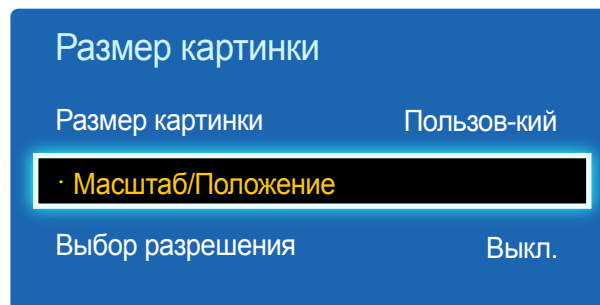 Размер картинки
Размер картинки Пользов-кий
· Масштаб/Положение
Выбор разрешения Выкл.